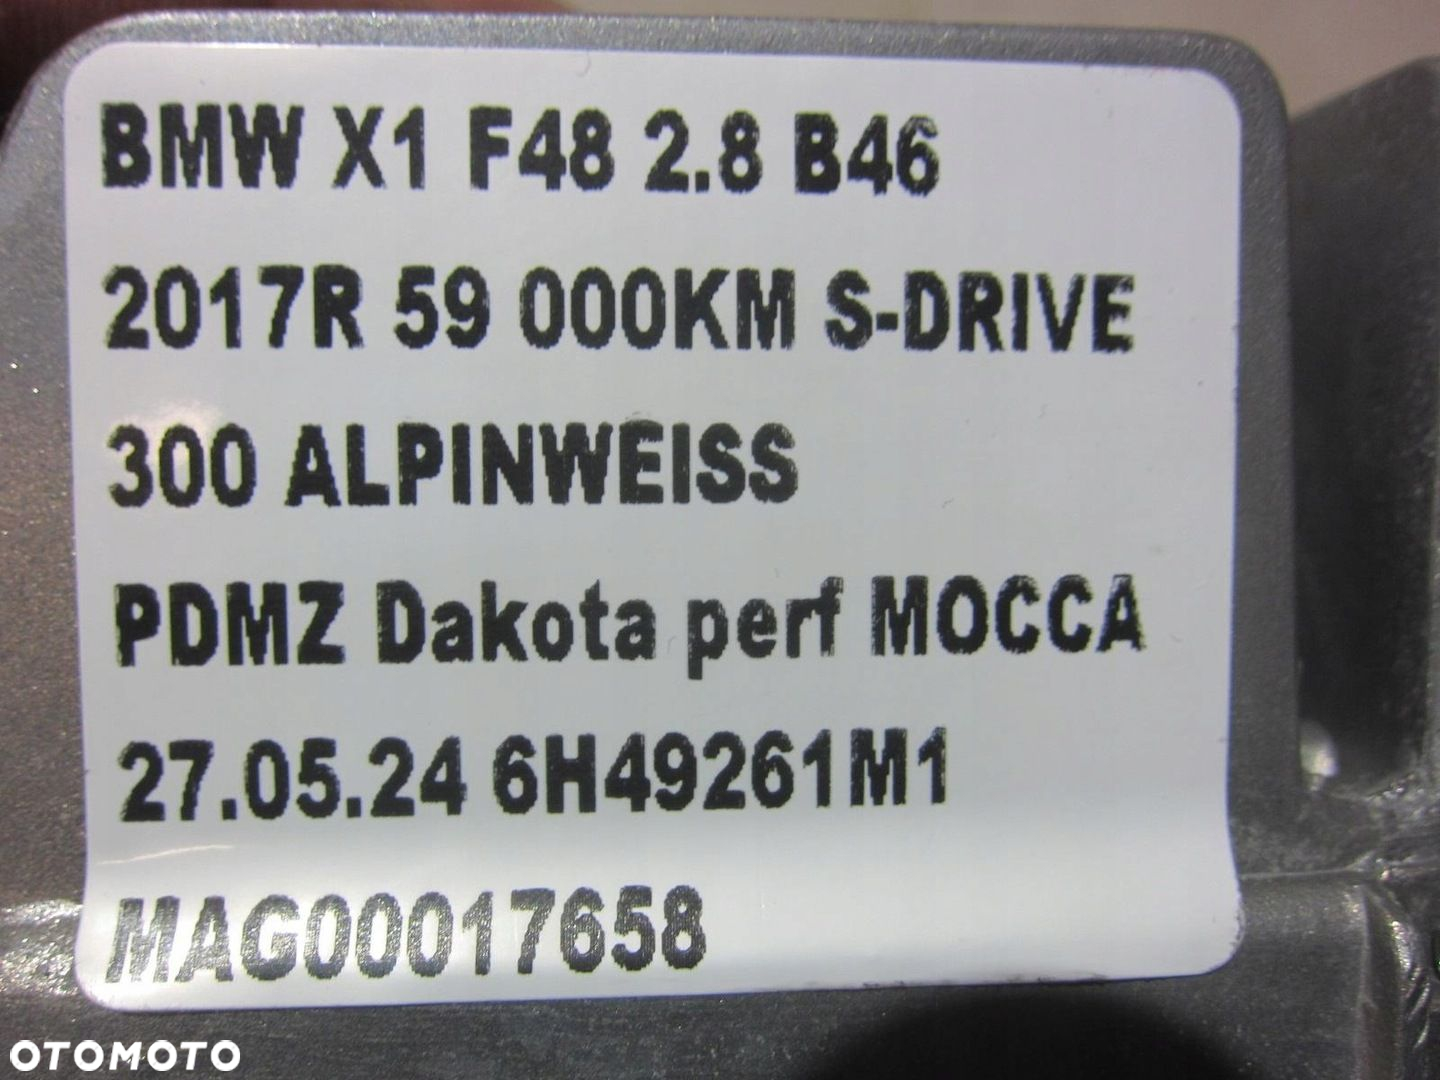 BMW X1 F48 2.8 B46
2017R 59 000KM S-DRIVE
300 ALPINWEISS
PDMZ Dakota perf MOCCA
27.05.24 6H49261M1
MAG00017658
OTOMOTO